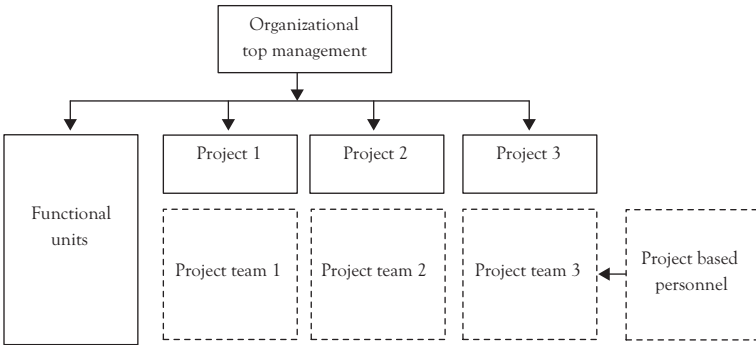 Organizational
top management
Project 1
Project 2
Project 3
Functional
units
Project team 1
Project team 2
Project team 3
Project based
personnel